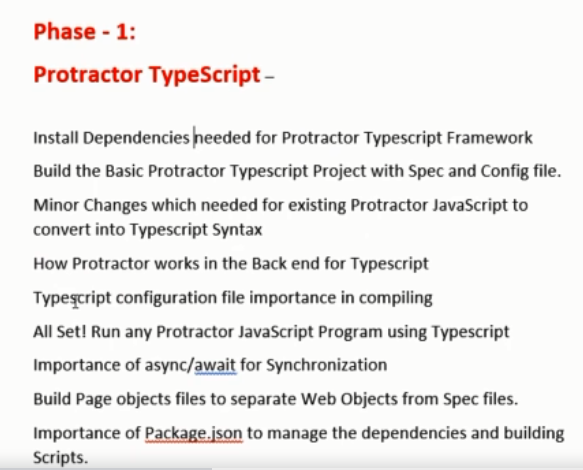 Phase - 1:
Protractor TypeScript –
Install Dependencies needed for Protractor Typescript Framework
Build the Basic Protractor Typescript Project with Spec and Config file.
Minor Changes which needed for existing Protractor JavaScript to
convert into Typescript Syntax
How Protractor works in the Back end for Typescript
Typescript configuration file importance in compiling
All Set! Run any Protractor JavaScript Program using Typescript
Importance of async/await for Synchronization
Build Page objects files to separate Web Objects from Spec files.
Importance of Package.json to manage the dependencies and building
Scripts.